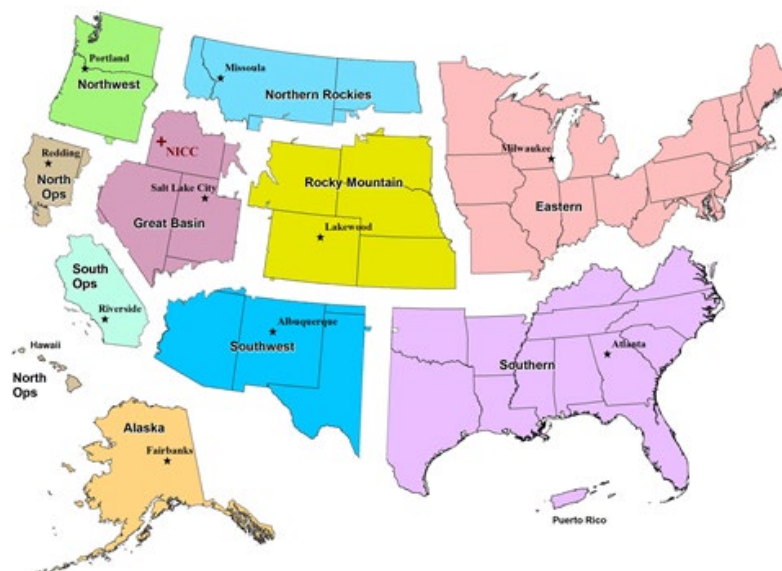 Portland
Northwest
Missoula
Northern Rockies
Redding
North
Ops
NICC
Salt Lake City
Great Basin
Rocky Mountain
Lakewood
Milwaukee
Eastern
South
Ops
Riverside
Albuquerque
Southwest
Atlanta
Southern
Hawaii
North
Ops
Alaska
Fairbanks
Puerto Rico